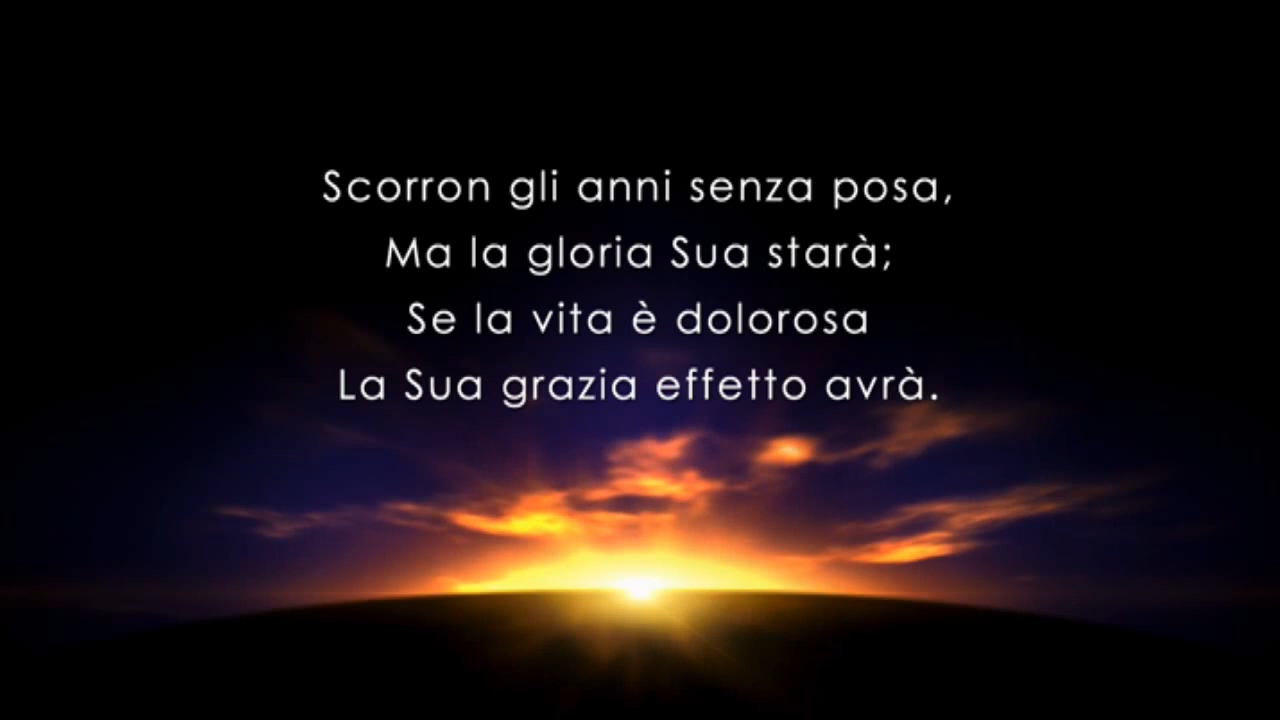 Scorron gli anni senza posa,
Ma la gloria Sua starà;
Se la vita è dolorosa
La Sua grazia effetto avrà.